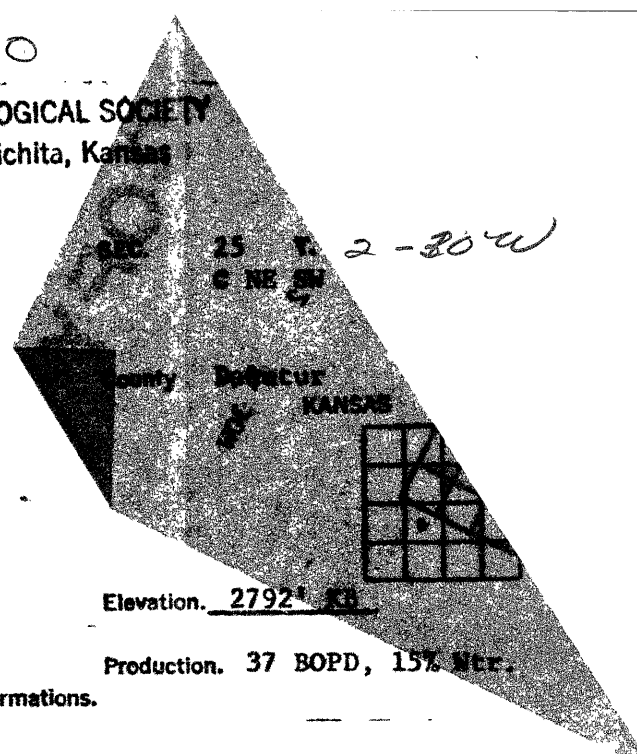 OGICAL SOCIETY
ichita, Kansas
SEC. 25 T. 2-30W
C NE SW
County Decatur
KANSAS
Elevation. 2792' KB
Production. 37 BOPD, 15% Wtr.
rmations.